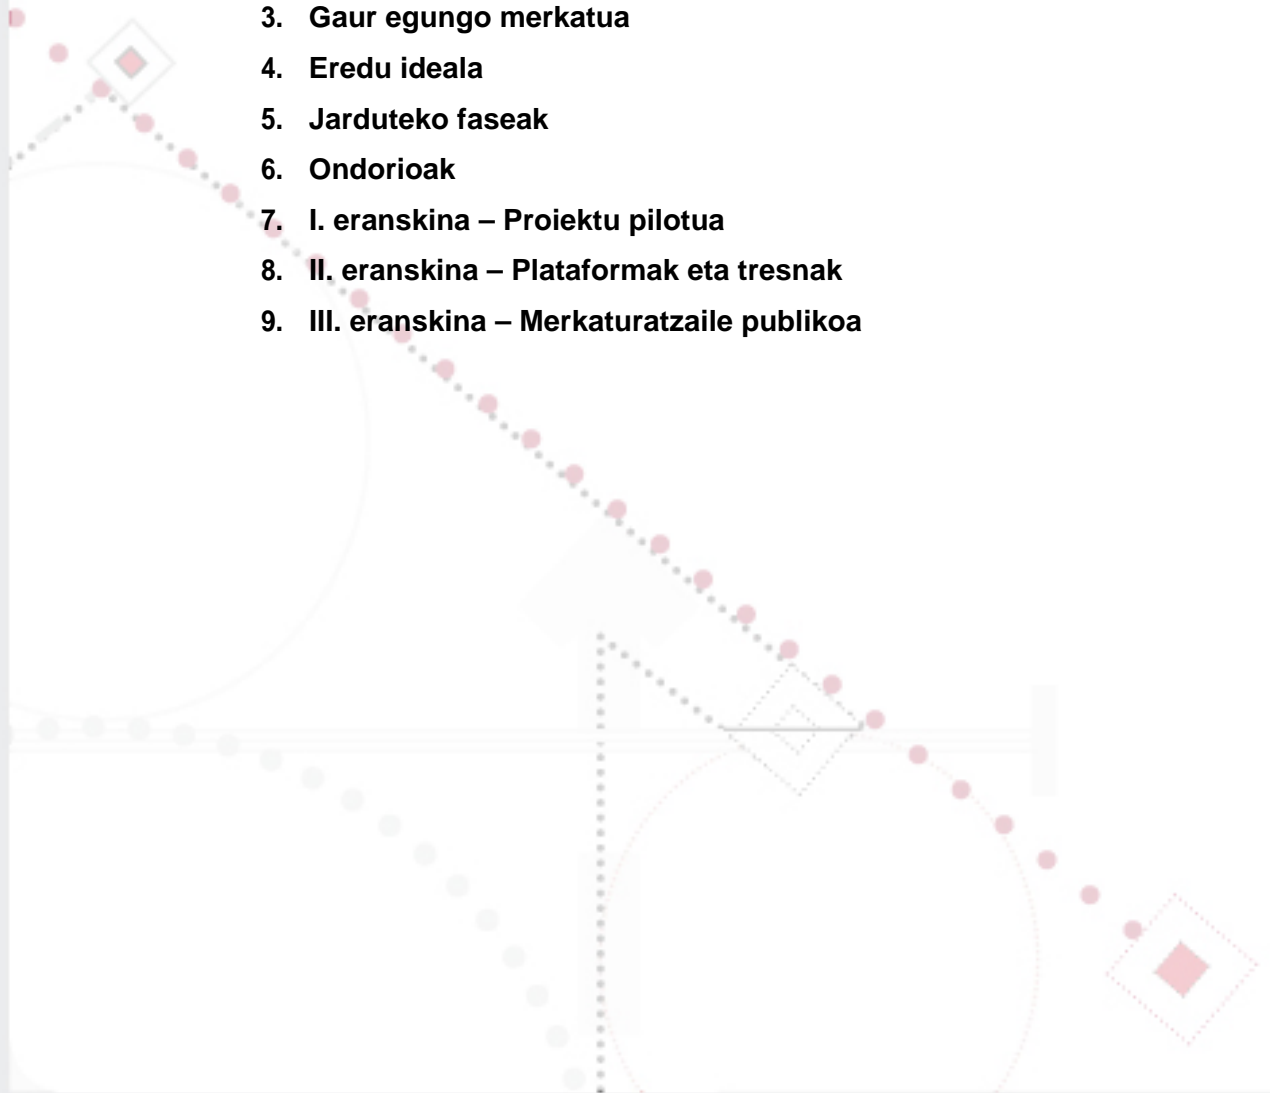 3. Gaur egungo merkatua
4. Eredu ideala
5. Jarduteko faseak
6. Ondorioak
7. I. eranskina – Proiektu pilotua
8. II. eranskina – Plataformak eta tresnak
9. III. eranskina – Merkaturatzaile publikoa